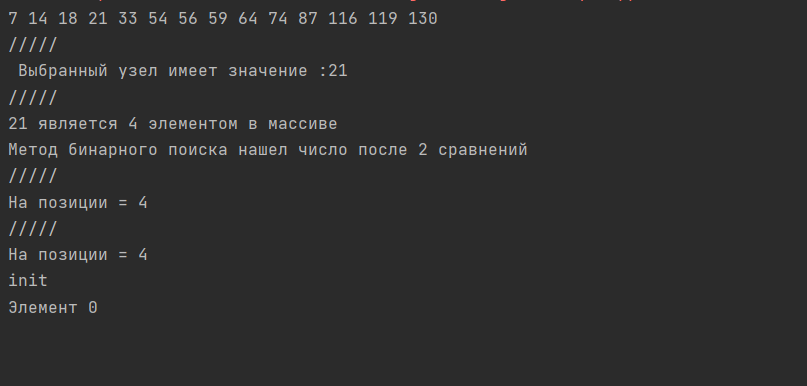 7 14 18 21 33 54 56 59 64 74 87 116 119 130
/////
Выбранный узел имеет значение :21
/////
21 является 4 элементом в массиве
Метод бинарного поиска нашел число после 2 сравнений
/////
На позиции = 4
/////
На позиции = 4
init
Элемент 0